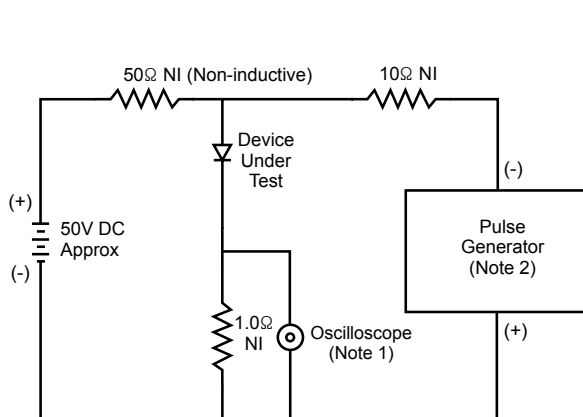 50Ω NI (Non-inductive)
10Ω NI
Device
Under
Test
(+)
50V DC
Approx
(-)
(-)
Pulse
Generator
(Note 2)
(+)
1.0Ω
NI
Oscilloscope
(Note 1)